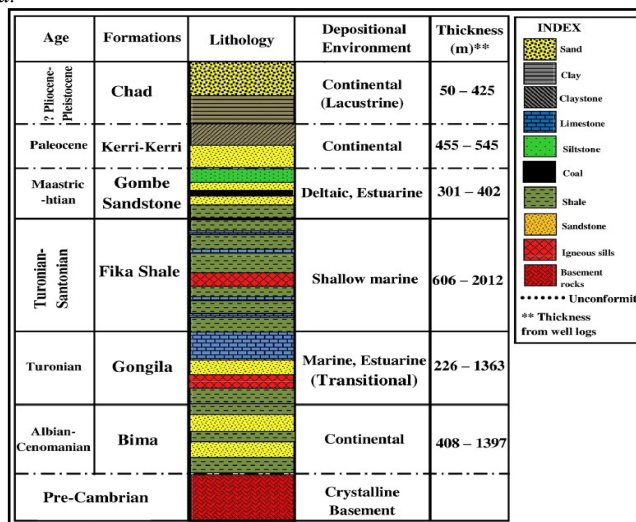 Age
Formations
Lithology
Depositional
Environment
Thickness
(m)**
? Pliocene-
Pleistocene
Chad
Continental
(Lacustrine)
50 – 425
Paleocene
Kerri-Kerri
Continental
455 – 545
Maastric
-htian
Gombe
Sandstone
Deltaic, Estuarine
301 – 402
Turonian-
Santonian
Fika Shale
Shallow marine
606 – 2012
Turonian
Gongila
Marine, Estuarine
(Transitional)
226 – 1363
Albian-
Cenomanian
Bima
Continental
408 – 1397
Pre-Cambrian
Crystalline
Basement
INDEX
Sand
Clay
Claystone
Limestone
Siltstone
Coal
Shale
Sandstone
Igneous sills
Basement
rocks
Unconformit
** Thickness
from well logs